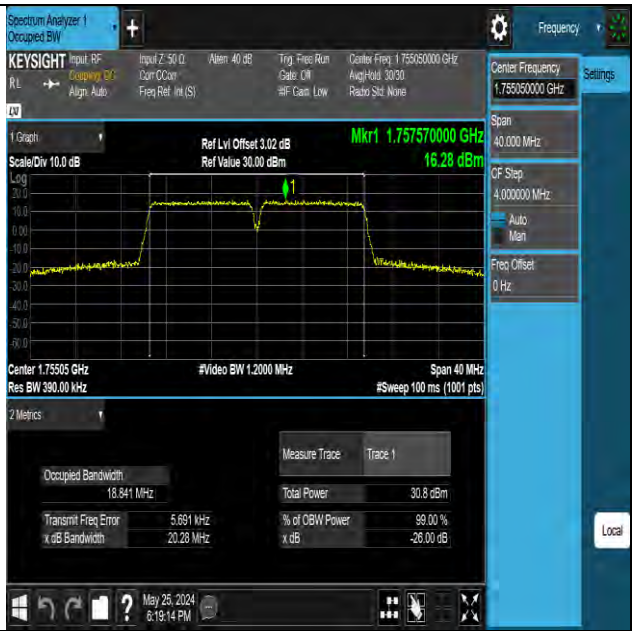 Spectrum Analyzer 1
Occupied BW
+
Frequency
KEYSIGHT
RL
LXI
Input: RF
Coupling: DC
Align: Auto
Input Z: 50 Ω
Corr CCorr
Freq Ref: Int (S)
Atten: 40 dB
Trig: Free Run
Gate: Off
#IF Gain: Low
Center Freq: 1.755050000 GHz
Avg|Hold: 30/30
Radio Std: None
Center Frequency
1.755050000 GHz
Settings
Span
40.000 MHz
CF Step
4.000000 MHz
Auto
Man
Freq Offset
0 Hz
1 Graph
Scale/Div 10.0 dB
Ref Lvl Offset 3.02 dB
Ref Value 30.00 dBm
Mkr1 1.757570000 GHz
16.28 dBm
Log
20.0
10.0
0.00
-10.0
-20.0
-30.0
-40.0
-50.0
-60.0
1
Center 1.75505 GHz
#Video BW 1.2000 MHz
Span 40 MHz
Res BW 390.00 kHz
#Sweep 100 ms (1001 pts)
2 Metrics
Measure Trace Trace 1
Occupied Bandwidth
18.841 MHz
Total Power 30.8 dBm
Transmit Freq Error 5.691 kHz
% of OBW Power 99.00 %
x dB Bandwidth 20.28 MHz
x dB -26.00 dB
Local
?
May 25, 2024
6:19:14 PM